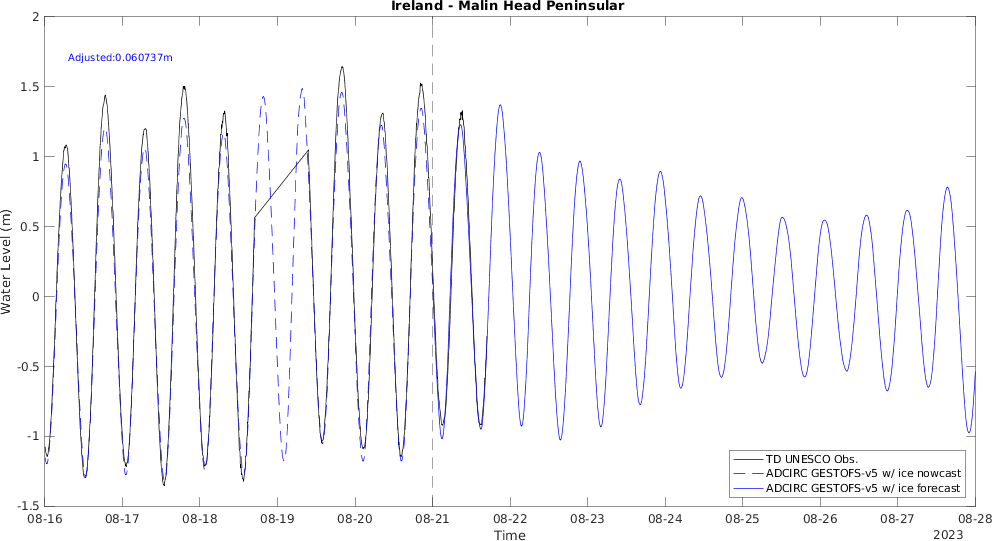 Ireland - Malin Head Peninsular
Adjusted:0.060737m
2
1.5
1
0.5
0
-0.5
-1
-1.5
Water Level (m)
08-16 08-17 08-18 08-19 08-20 08-21 08-22 08-23 08-24 08-25 08-26 08-27 08-28
Time
2023
TD UNESCO Obs.
ADCIRC GESTOFS-v5 w/ ice nowcast
ADCIRC GESTOFS-v5 w/ ice forecast